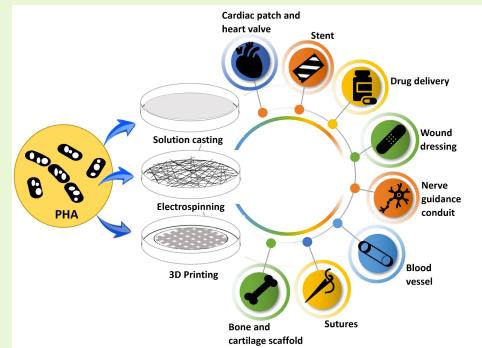 Cardiac patch and
heart valve
Stent
Drug delivery
Wound
dressing
Nerve
guidance
conduit
Blood
vessel
Sutures
Bone and
cartilage scaffold
PHA
Solution casting
Electrospinning
3D Printing